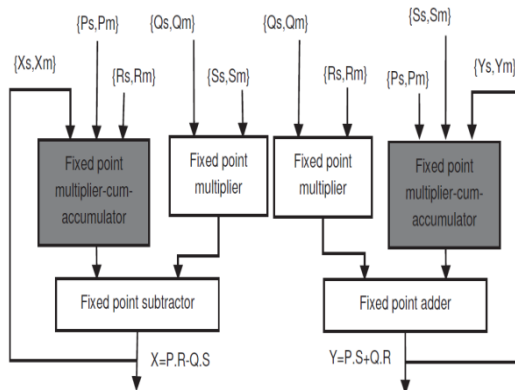 {Ps,Pm}
{Qs,Qm}
{Qs,Qm}
{Ss,Sm}
{Xs,Xm}
{Ys,Ym}
{Rs,Rm}
{Ss,Sm}
{Rs,Rm}
{Ps,Pm}
Fixed point
multiplier-cum-
accumulator
Fixed point
multiplier
Fixed point
multiplier
Fixed point
multiplier-cum-
accumulator
Fixed point subtractor
Fixed point adder
X=P.R-Q.S
Y=P.S+Q.R